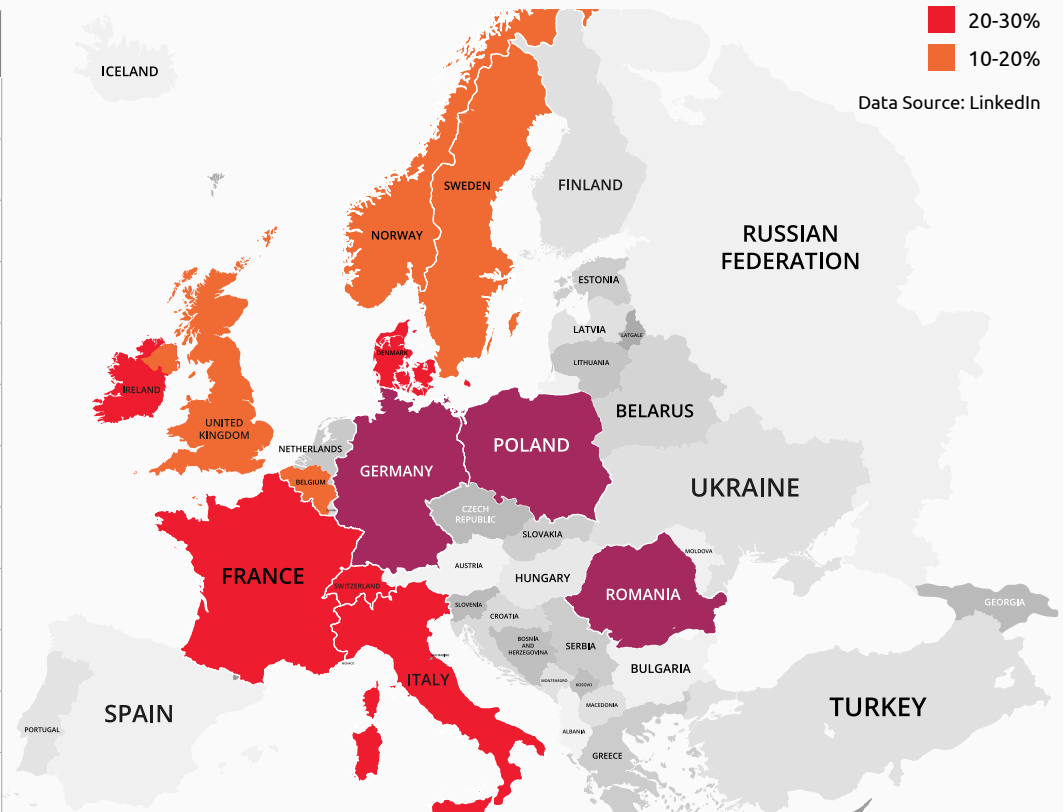 20-30%
10-20%
Data Source: LinkedIn
ICELAND
SWEDEN
FINLAND
NORWAY
RUSSIAN
FEDERATION
ESTONIA
LATVIA
LATGALE
LITHUANIA
DENMARK
IRELAND
BELARUS
UNITED
KINGDOM
NETHERLANDS
POLAND
GERMANY
BELGIUM
UKRAINE
CZECH
REPUBLIC
SLOVAKIA
MOLDOVA
AUSTRIA
FRANCE
HUNGARY
SWITZERLAND
ROMANIA
GEORGIA
SLOVENIA
CROATIA
BOSNIA
AND
HERZEGOVINA
SERBIA
MONACO
BULGARIA
ITALY
MONTENEGRO
KOSOVO
MACEDONIA
TURKEY
SPAIN
PORTUGAL
ALBANIA
GREECE